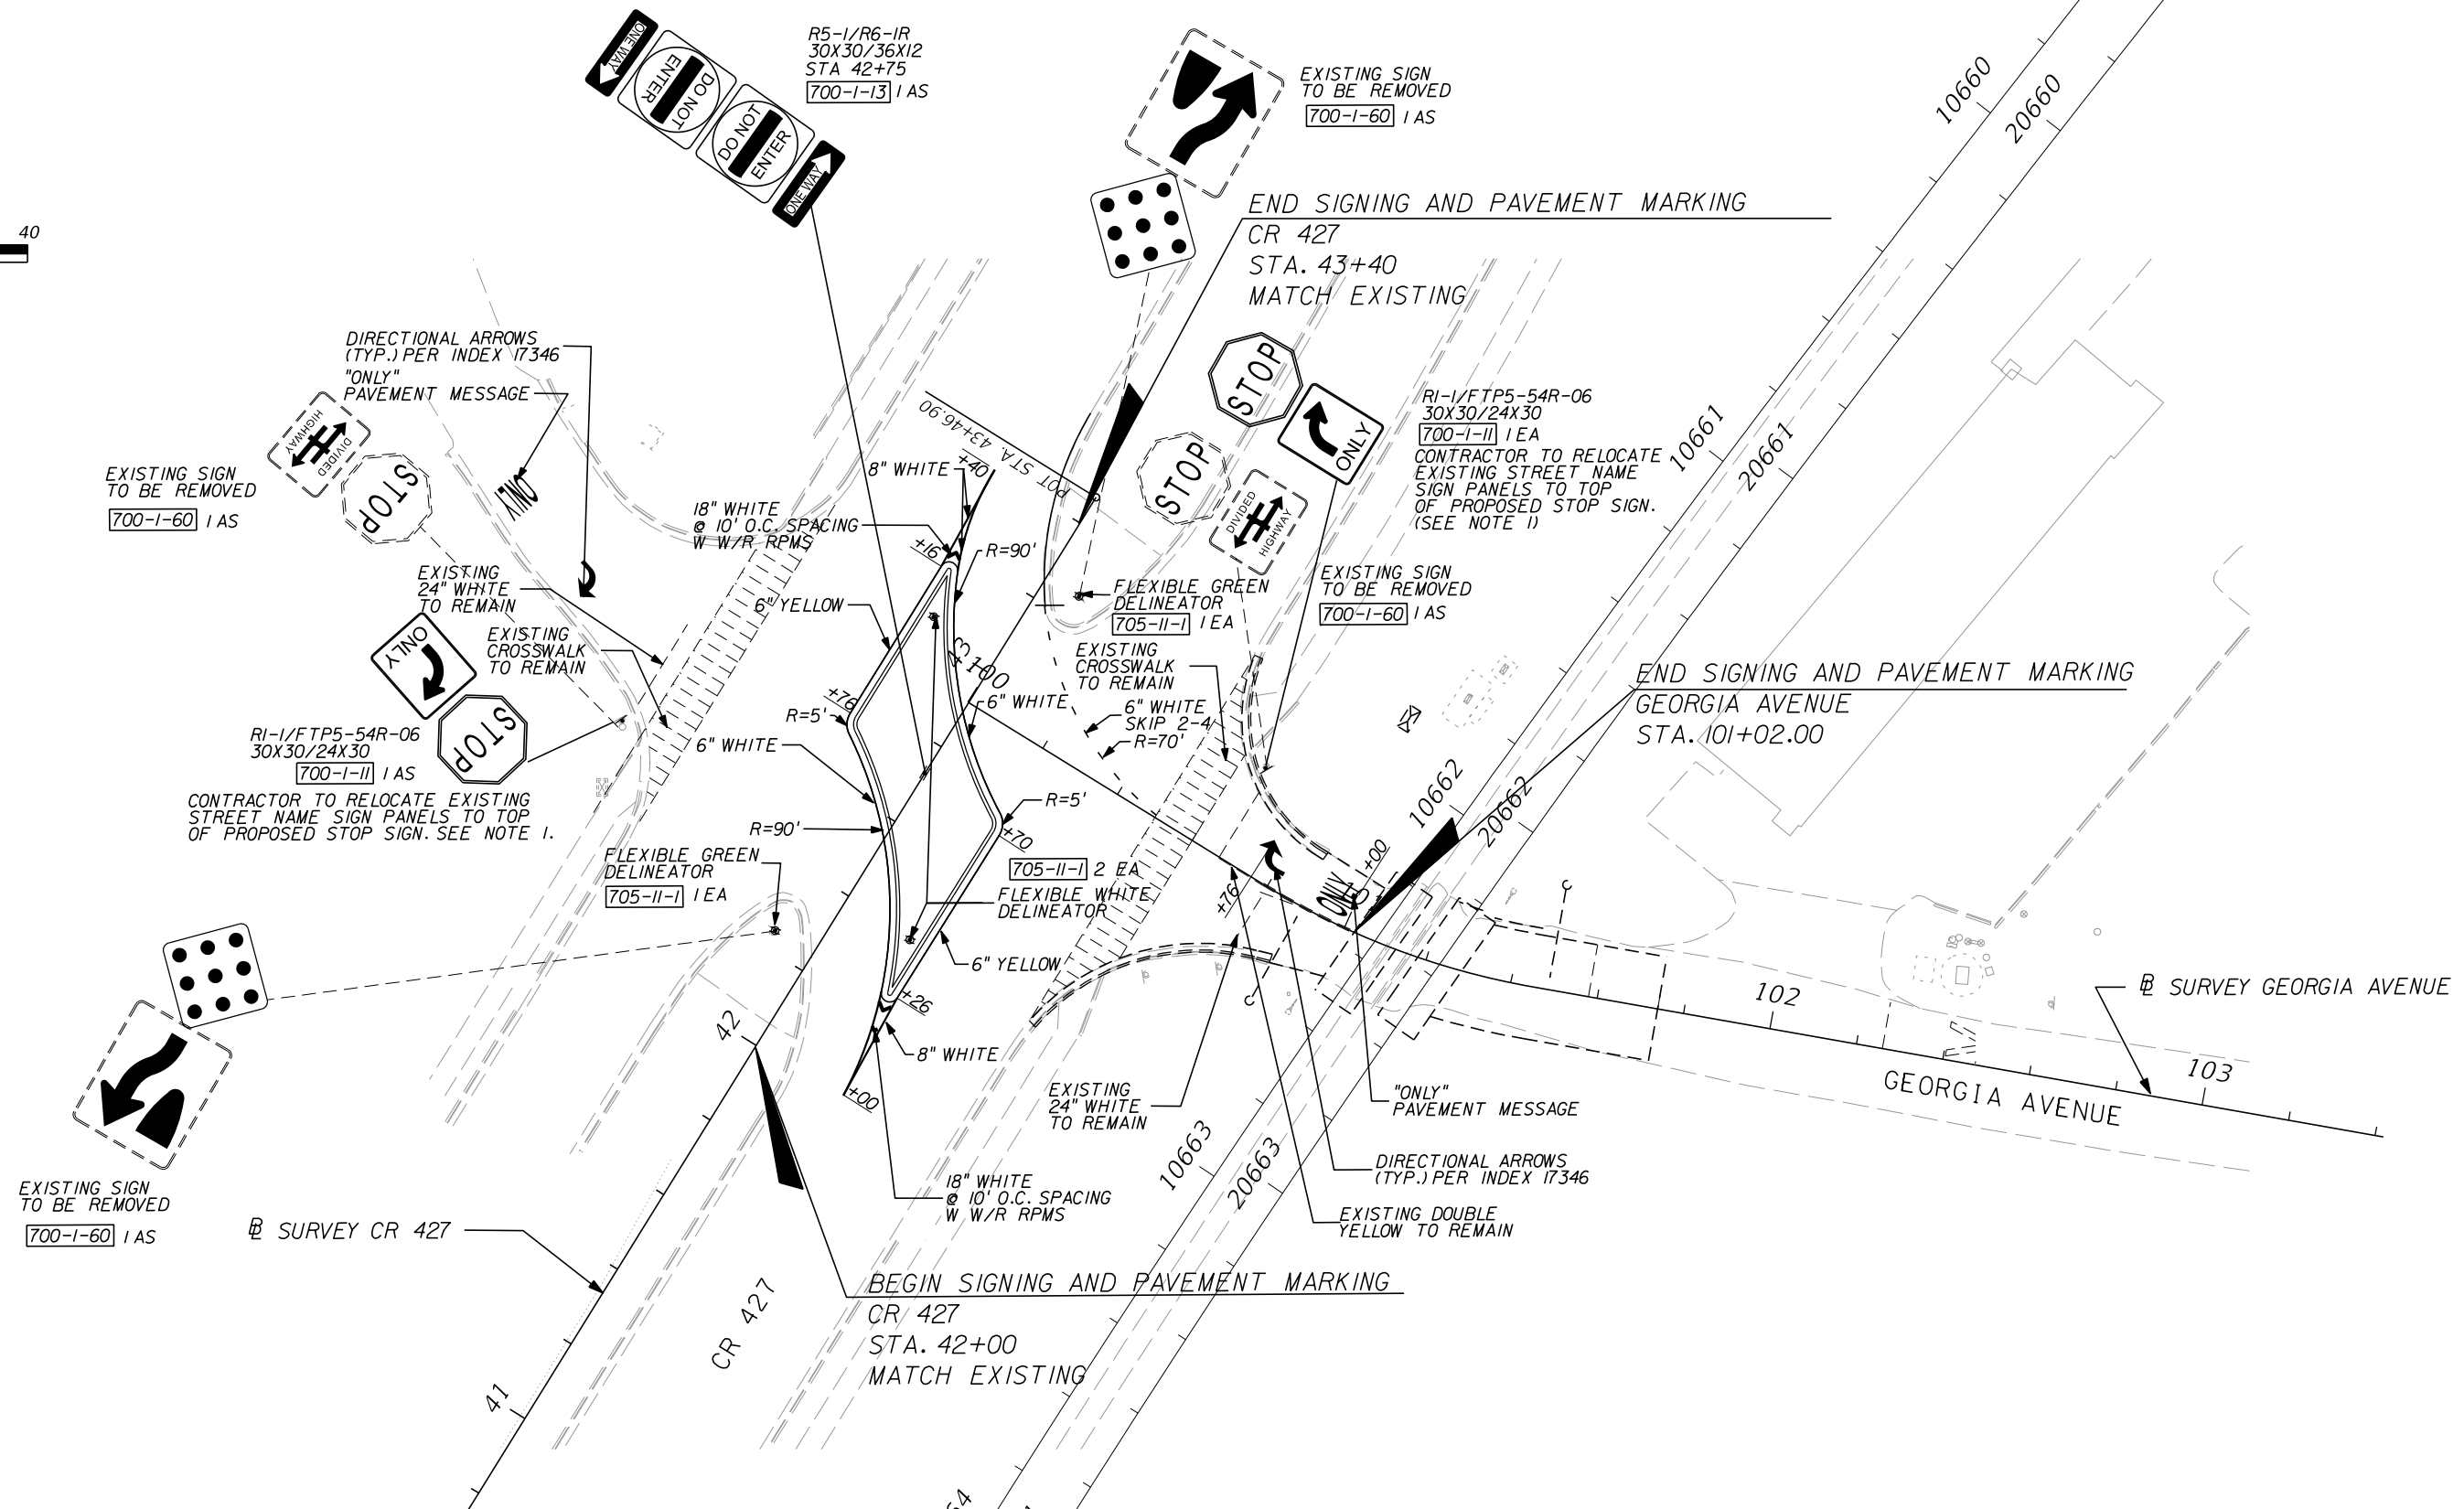 ONE WAY
DO NOT
ENTER
DO NOT
ENTER
ONE WAY
R5-1/R6-1R
30X30/36X12
STA 42+75
700-1-13 1 AS
EXISTING SIGN
TO BE REMOVED
700-1-60 1 AS
10660
20660
40
END SIGNING AND PAVEMENT MARKING
CR 427
STA. 43+40
MATCH EXISTING
DIRECTIONAL ARROWS
(TYP.) PER INDEX 17346
"ONLY"
PAVEMENT MESSAGE
DIVIDED
HIGHWAY
STOP
ONLY
EXISTING SIGN
TO BE REMOVED
700-1-60 1 AS
POT STA. 43+46.90
+40
8" WHITE
18" WHITE
@ 10' O.C. SPACING
W W/R RPMS
+16
R=90'
STOP
ONLY
R1-1/FTP5-54R-06
30X30/24X30
700-1-11 1 EA
CONTRACTOR TO RELOCATE
EXISTING STREET NAME
SIGN PANELS TO TOP
OF PROPOSED STOP SIGN.
(SEE NOTE 1)
STOP
DIVIDED
HIGHWAY
10661
20661
EXISTING
24" WHITE
TO REMAIN
6" YELLOW
FLEXIBLE GREEN
DELINEATOR
705-11-1 1 EA
EXISTING SIGN
TO BE REMOVED
700-1-60 1 AS
ONLY
EXISTING
CROSSWALK
TO REMAIN
43
+100
EXISTING
CROSSWALK
TO REMAIN
END SIGNING AND PAVEMENT MARKING
GEORGIA AVENUE
STA. 101+02.00
STOP
+76
R=5'
6" WHITE
6" WHITE
6" WHITE
SKIP 2-4
R=70'
R1-1/FTP5-54R-06
30X30/24X30
700-1-11 1 AS
CONTRACTOR TO RELOCATE EXISTING
STREET NAME SIGN PANELS TO TOP
OF PROPOSED STOP SIGN. SEE NOTE 1.
R=90'
R=5'
+70
10662
20662
FLEXIBLE GREEN
DELINEATOR
705-11-1 1 EA
705-11-1 2 EA
FLEXIBLE WHITE
DELINEATOR
+76
ONLY
+00
6" YELLOW
+26
42
8" WHITE
+00
102
103
BL SURVEY GEORGIA AVENUE
GEORGIA AVENUE
EXISTING
24" WHITE
TO REMAIN
"ONLY"
PAVEMENT MESSAGE
DIRECTIONAL ARROWS
(TYP.) PER INDEX 17346
EXISTING DOUBLE
YELLOW TO REMAIN
10663
20663
18" WHITE
@ 10' O.C. SPACING
W W/R RPMS
EXISTING SIGN
TO BE REMOVED
700-1-60 1 AS
BL SURVEY CR 427
BEGIN SIGNING AND PAVEMENT MARKING
CR 427
STA. 42+00
MATCH EXISTING
CR 427
41
64